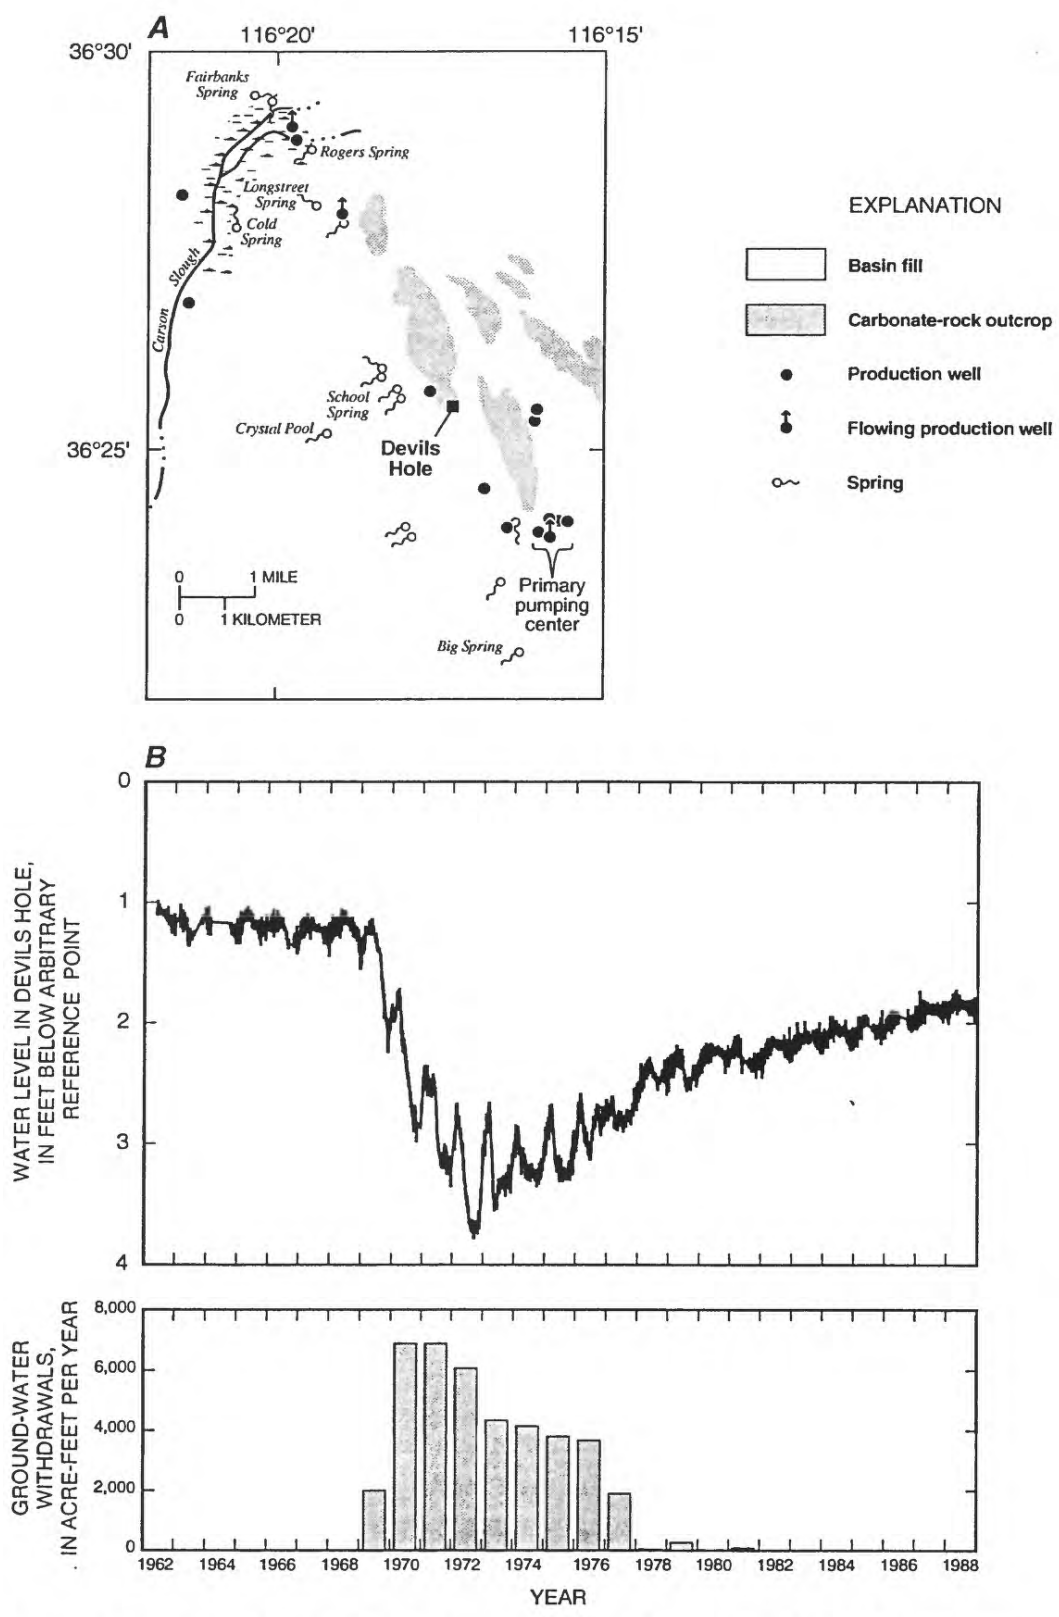 A
116°20'
116°15'
36°30'
Fairbanks
Spring
Rogers Spring
Longstreet
Spring
Cold
Spring
Slough
Carson
School
Spring
Crystal Pool
Devils
Hole
36°25'
0 1 MILE
0 1 KILOMETER
Primary
pumping
center
Big Spring
EXPLANATION
Basin fill
Carbonate-rock outcrop
Production well
Flowing production well
Spring
B
WATER LEVEL IN DEVILS HOLE,
IN FEET BELOW ARBITRARY
REFERENCE POINT
0
1
2
3
4
GROUND-WATER
WITHDRAWALS,
IN ACRE-FEET PER YEAR
8,000
6,000
4,000
2,000
0
1962 1964 1966 1968 1970 1972 1974 1976 1978 1980 1982 1984 1986 1988
YEAR